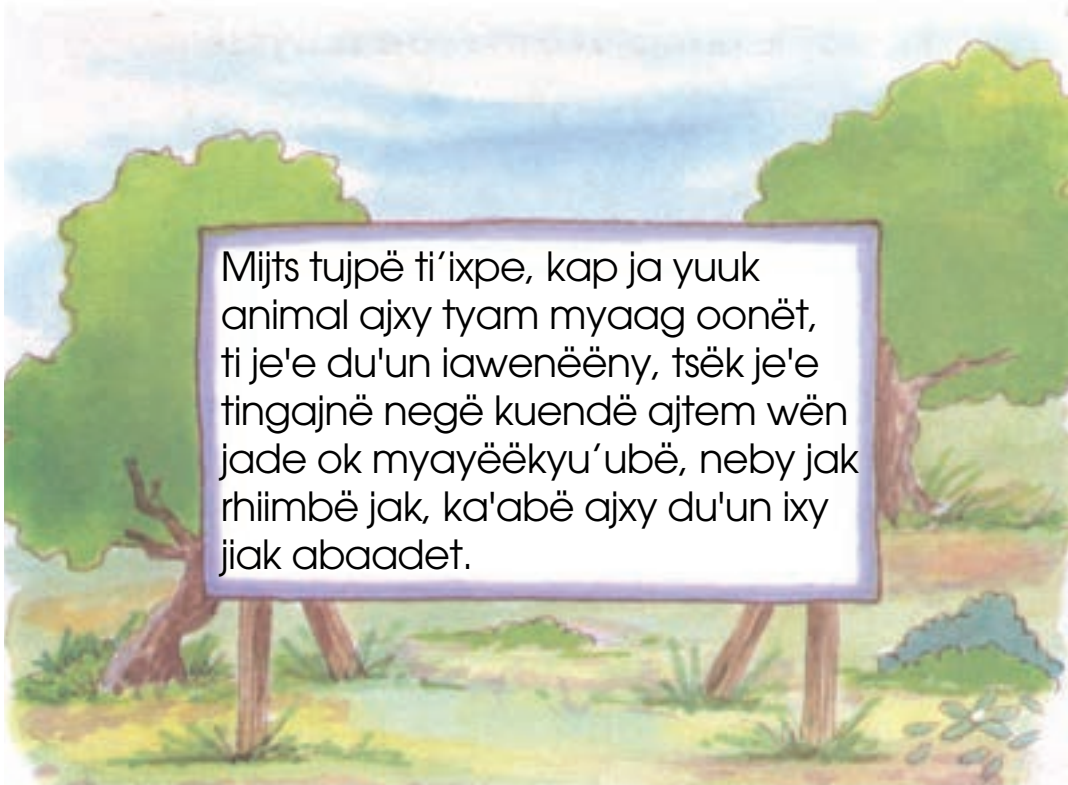 Mijts tujpë ti’ixpe, kap ja yuuk
animal ajxy tyam myaag oonët,
ti je'e du'un iawenëëny, tsëk je'e
tingajnë negë kuendë ajtem wën
jade ok myayëëkyu’ubë, neby jak
rhiimbë jak, ka'abë ajxy du'un ixy
jiak abaadet.